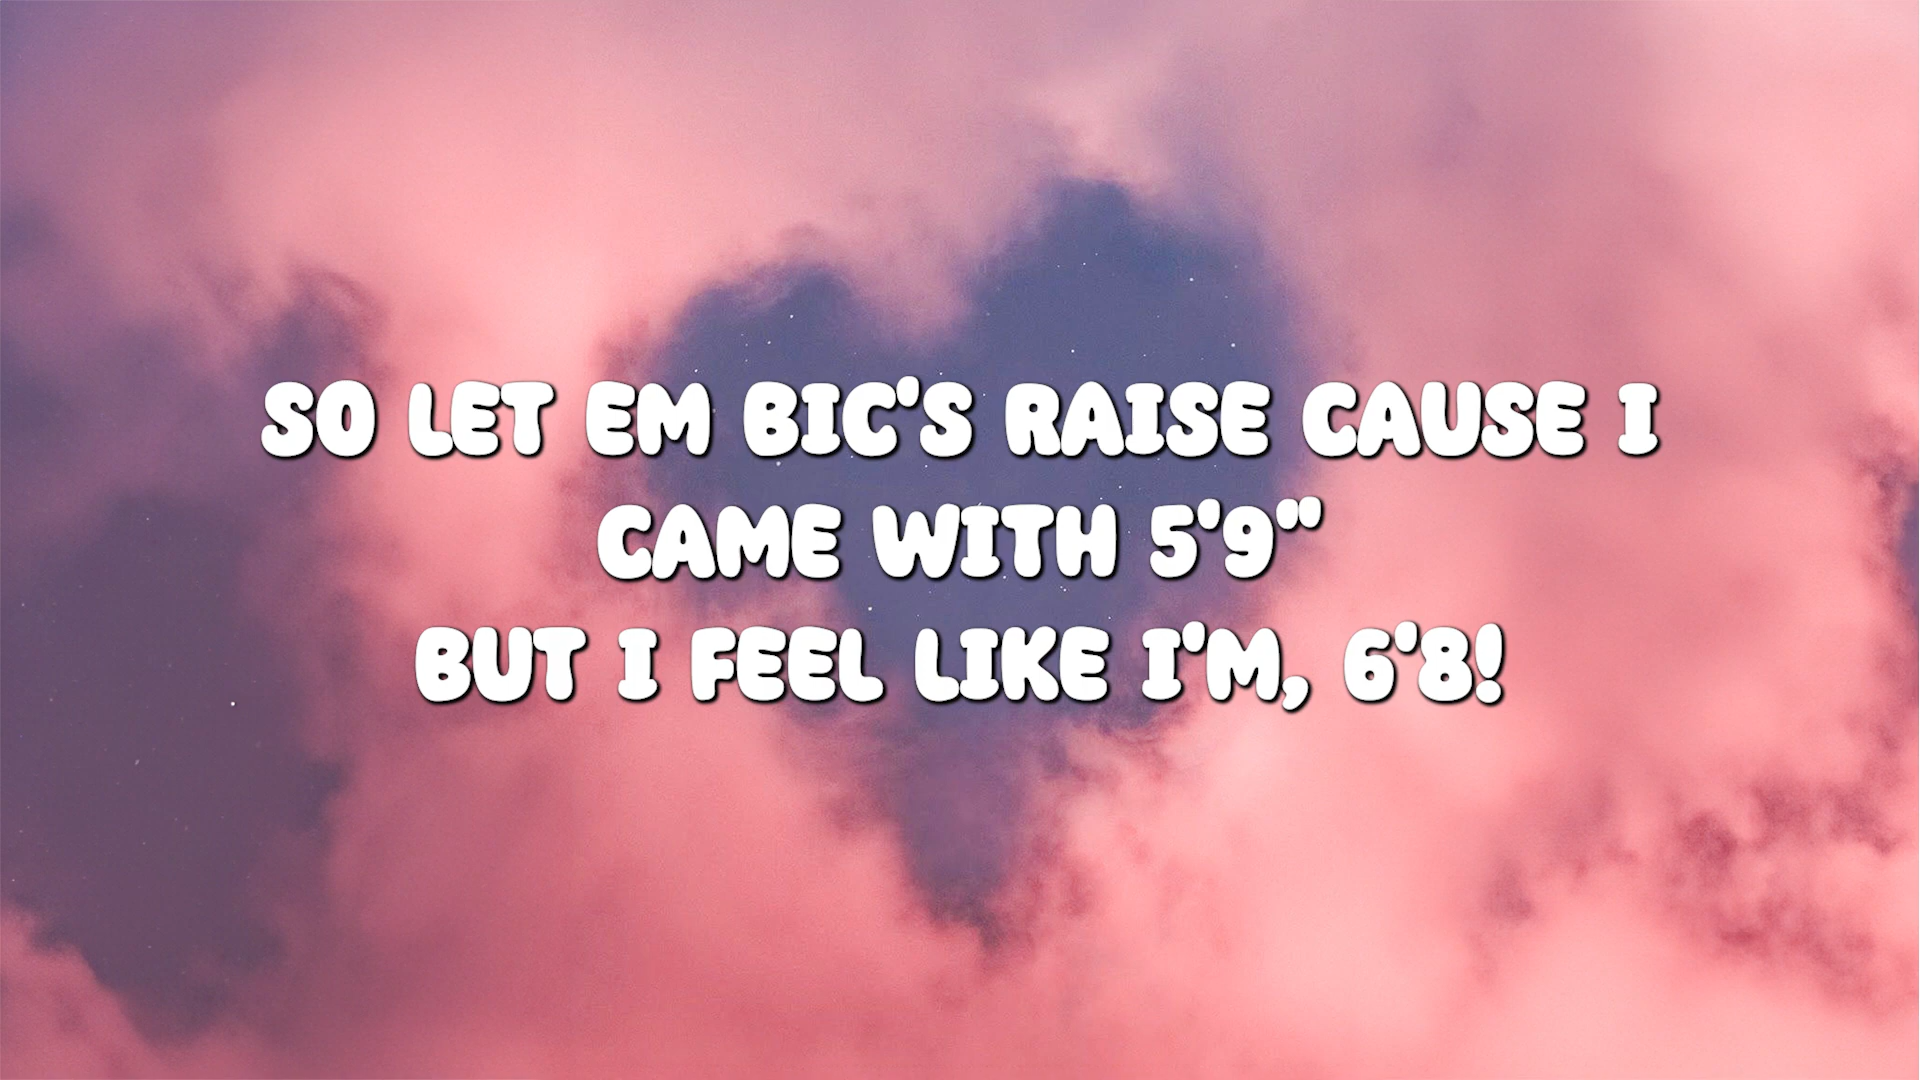 SO LET EM BIC'S RAISE CAUSE I
CAME WITH 5'9"
BUT I FEEL LIKE I'M, 6'8!